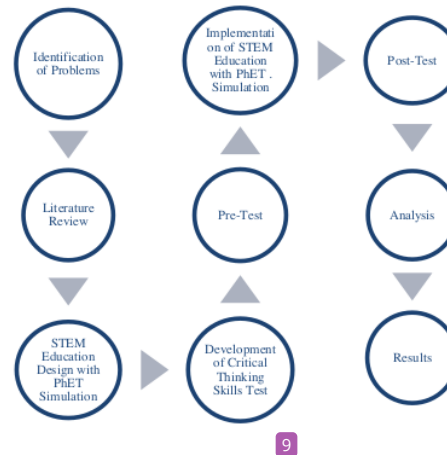 Identification
of Problems
Literature
Review
STEM
Education
Design with
PhET
Simulation
Development
of Critical
Thinking
Skills Test
Pre-Test
Implementati
on of STEM
Education
with PhET .
Simulation
Post-Test
Analysis
Results
9